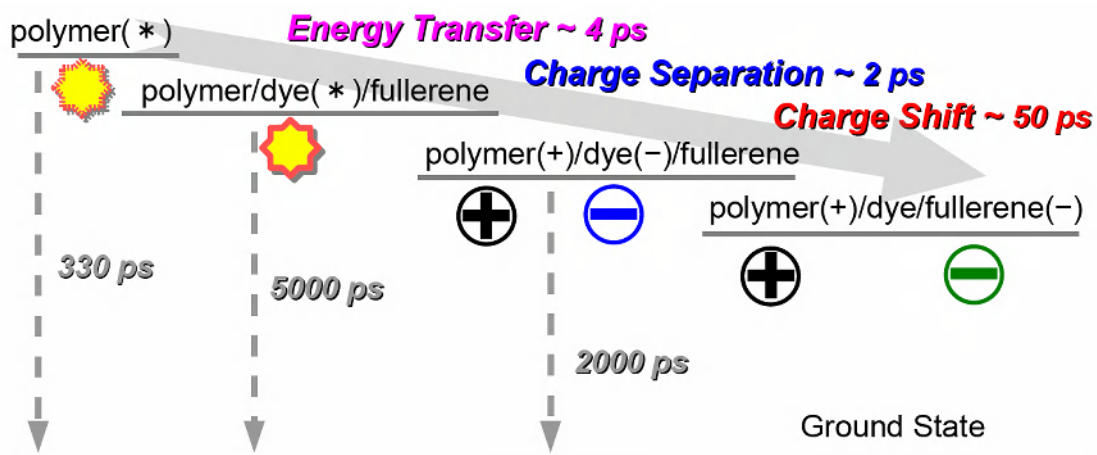 polymer(＊)
Energy Transfer ~ 4 ps
Charge Separation ~ 2 ps
polymer/dye(＊)/fullerene
Charge Shift ~ 50 ps
polymer(+)/dye(−)/fullerene
polymer(+)/dye/fullerene(−)
330 ps
5000 ps
2000 ps
Ground State